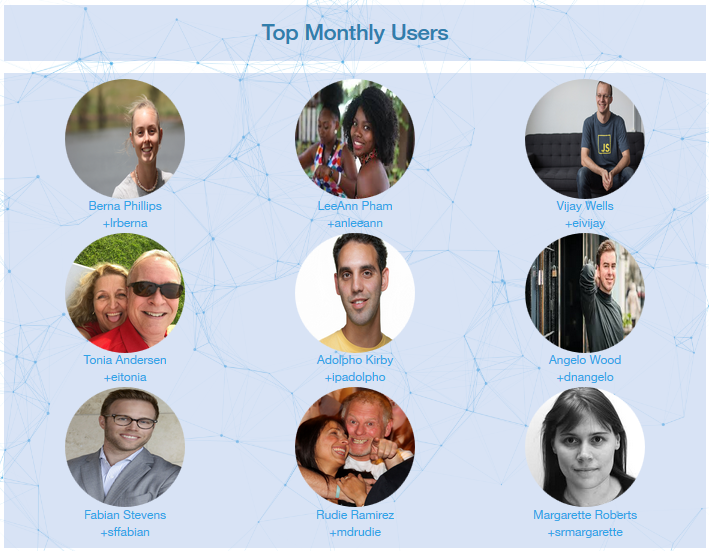 Top Monthly Users
Berna Phillips
+lrberna
LeeAnn Pham
+anleeann
JS
Vijay Wells
+eivijay
Tonia Andersen
+eitonia
Adolpho Kirby
+ipadolpho
Angelo Wood
+dnangelo
Fabian Stevens
+sffabian
Rudie Ramirez
+mdrudie
Margarette Roberts
+srmargarette